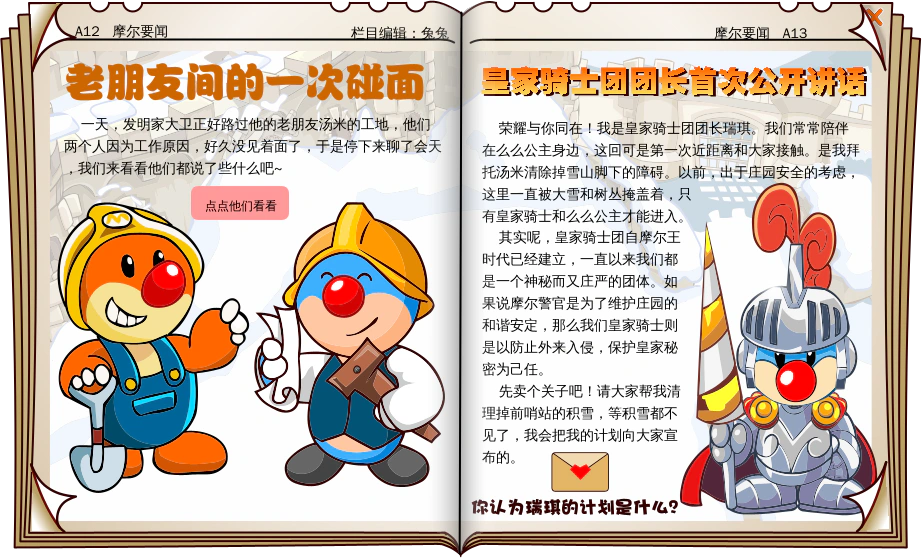 A12 摩尔要闻
栏目编辑：兔兔
老朋友间的一次碰面
一天，发明家大卫正好路过他的老朋友汤米的工地，他们
两个人因为工作原因，好久没见着面了，于是停下来聊了会天
，我们来看看他们都说了些什么吧~
点点他们看看
摩尔要闻 A13
皇家骑士团团长首次公开讲话
荣耀与你同在！我是皇家骑士团团长瑞琪。我们常常陪伴
在么么公主身边，这回可是第一次近距离和大家接触。是我拜
托汤米清除掉雪山脚下的障碍。以前，出于庄园安全的考虑，
这里一直被大雪和树丛掩盖着，只
有皇家骑士和么么公主才能进入。
其实呢，皇家骑士团自摩尔王
时代已经建立，一直以来我们都
是一个神秘而又庄严的团体。如
果说摩尔警官是为了维护庄园的
和谐安定，那么我们皇家骑士则
是以防止外来入侵，保护皇家秘
密为己任。
先卖个关子吧！请大家帮我清
理掉前哨站的积雪，等积雪都不
见了，我会把我的计划向大家宣
布的。
你认为瑞琪的计划是什么？